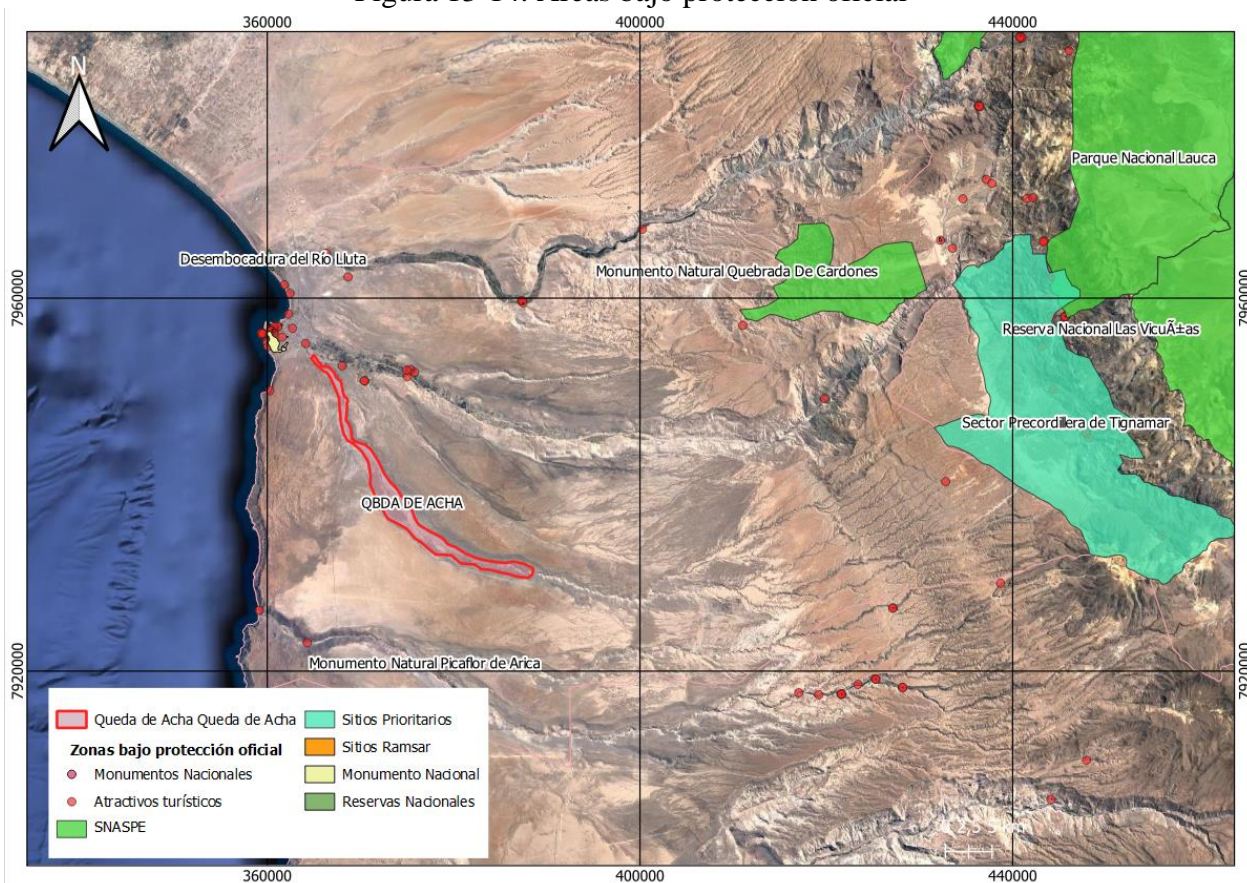 Figura 13-14. Áreas bajo protección oficial
360000 400000 440000
N
Parque Nacional Lauca
Desembocadura del Río Lluta
Monumento Natural Quebrada De Cardones
7960000 7960000
Reserva Nacional Las VicuÃ±as
Sector Precordillera de Tignamar
QBDA DE ACHA
Monumento Natural Picaflor de Arica
7920000 7920000
Queda de Acha Queda de Acha
Zonas bajo protección oficial
Monumentos Nacionales
Atractivos turísticos
SNASPE
Sitios Prioritarios
Sitios Ramsar
Monumento Nacional
Reservas Nacionales
360000 400000 440000